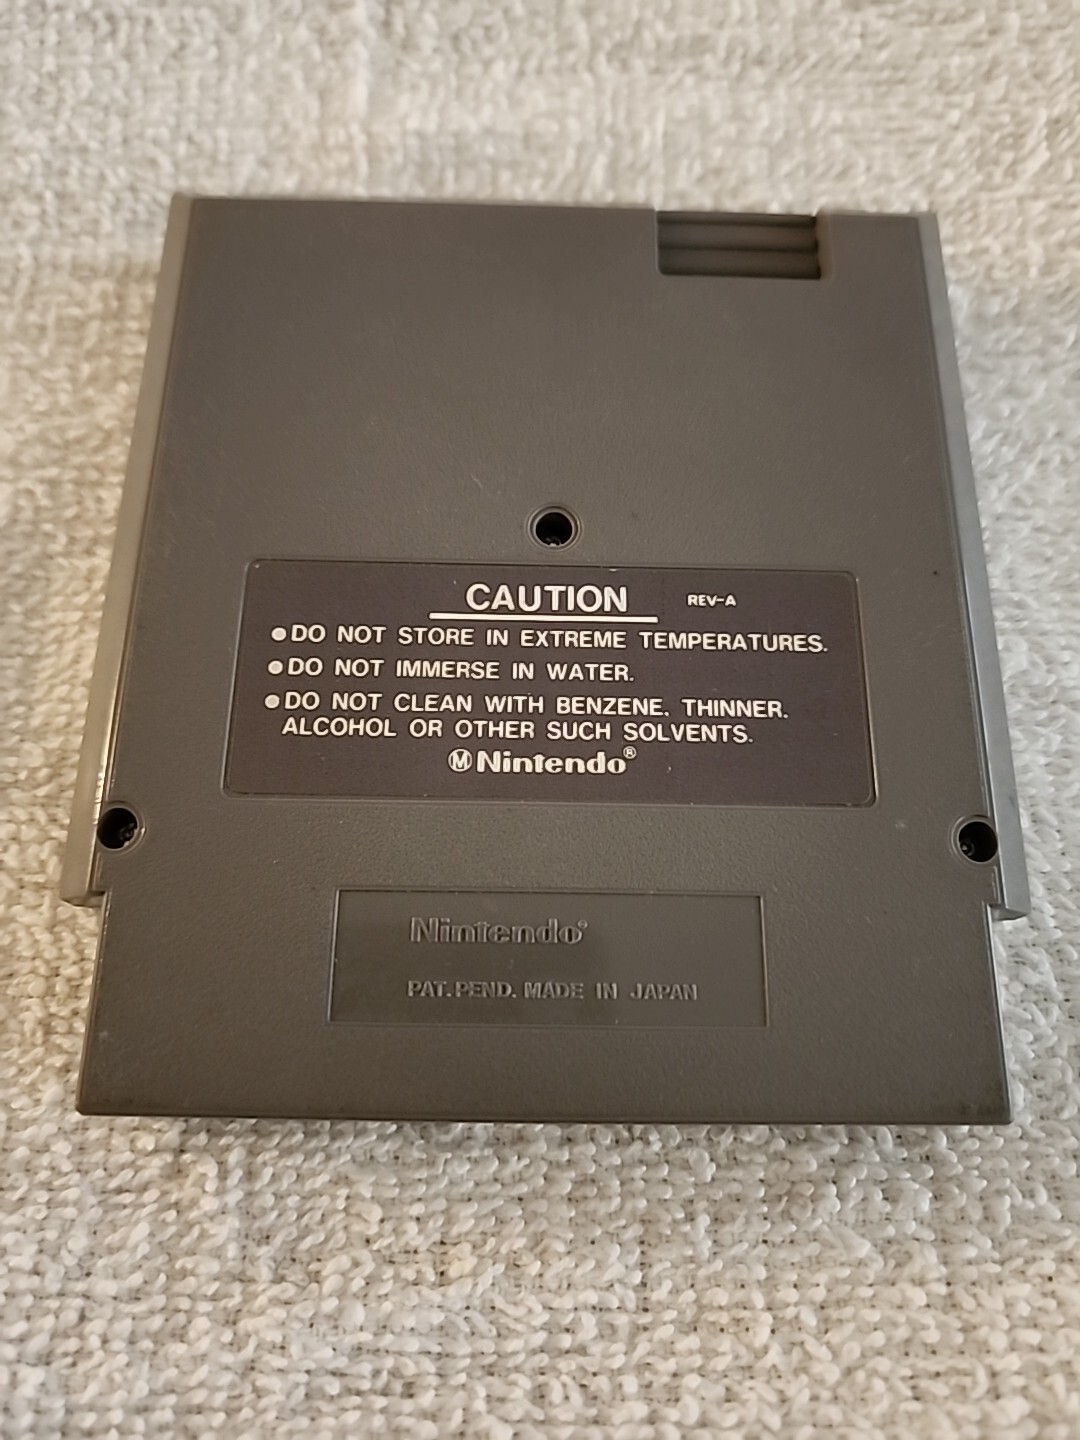 CAUTION REV-A
●DO NOT STORE IN EXTREME TEMPERATURES.
●DO NOT IMMERSE IN WATER.
●DO NOT CLEAN WITH BENZENE. THINNER.
ALCOHOL OR OTHER SUCH SOLVENTS.
Ⓜ Nintendo®
Nintendo®
PAT. PEND. MADE IN JAPAN